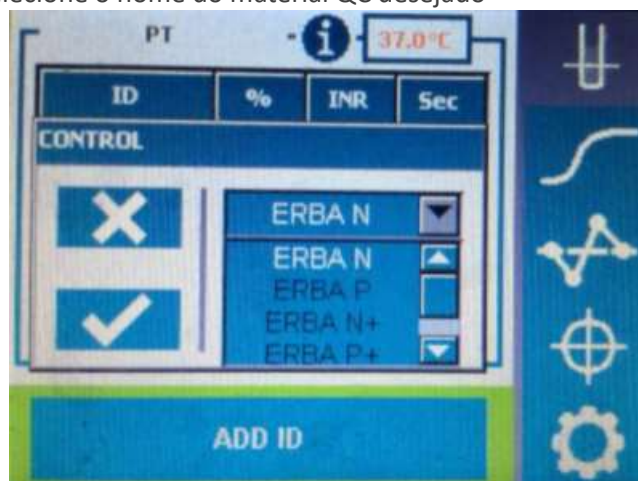 lecione o nome do material QC desejado
PT
37.0°C
ID % INR Sec
CONTROL
ERBA N
ERBA N
ERBA P
ERBA N+
ERBA P+
ADD ID